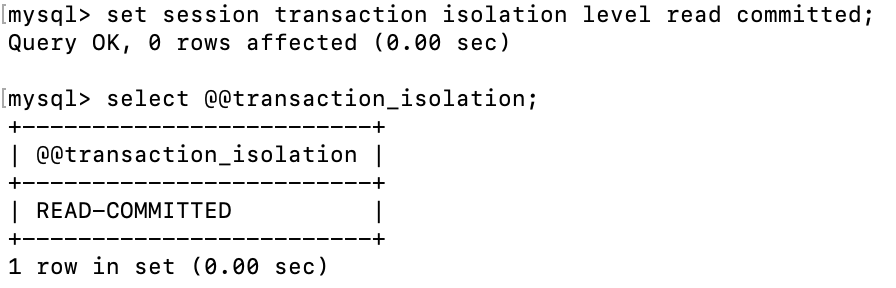 [mysql> set session transaction isolation level read committed;
Query OK, 0 rows affected (0.00 sec)
[mysql> select @@transaction_isolation;
+-------------------------+
| @@transaction_isolation |
+-------------------------+
| READ-COMMITTED          |
+-------------------------+
1 row in set (0.00 sec)